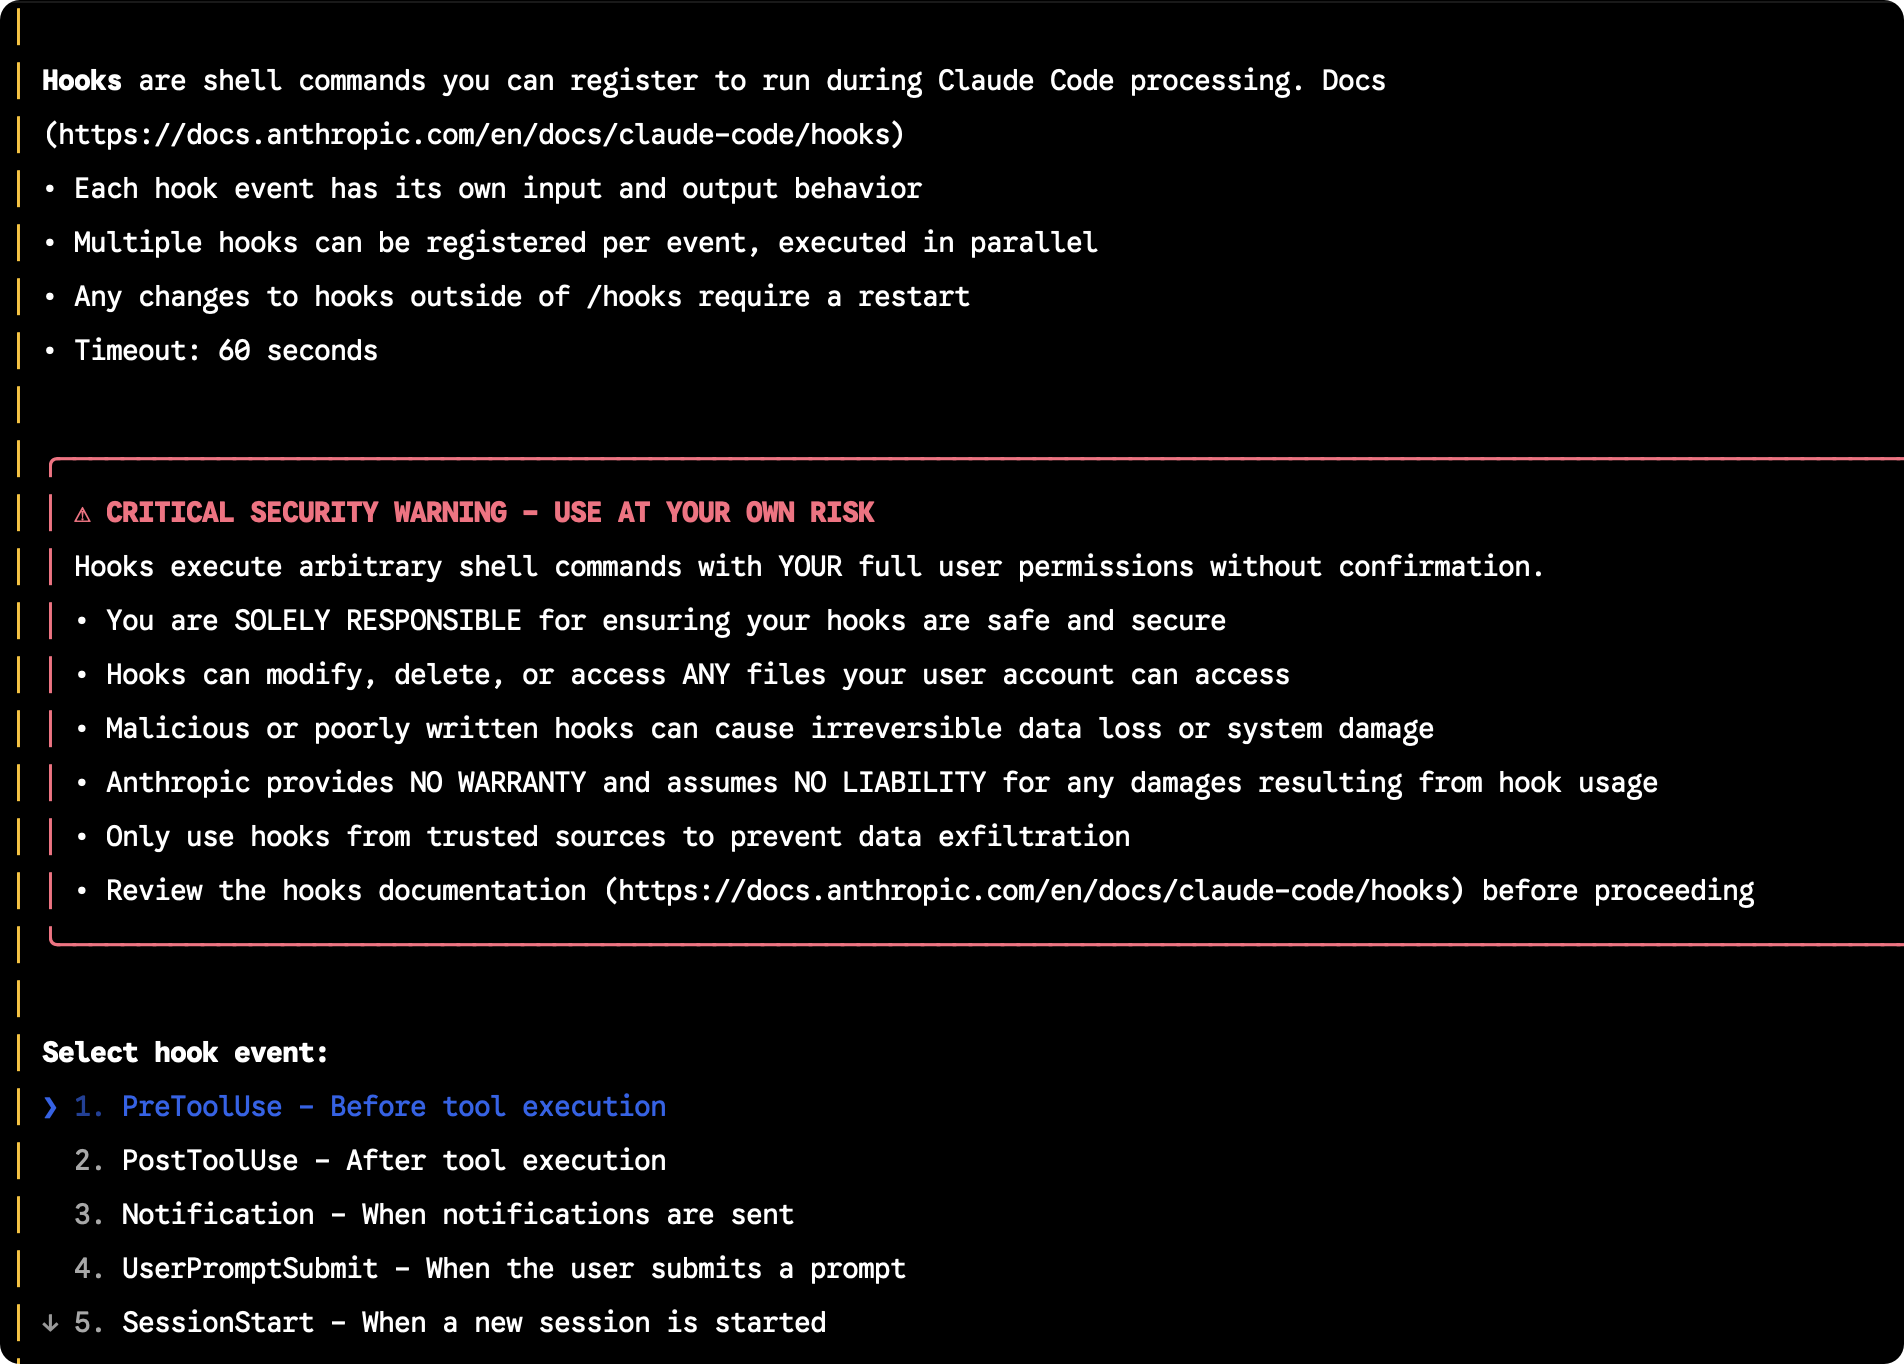 Hooks are shell commands you can register to run during Claude Code processing. Docs
(https://docs.anthropic.com/en/docs/claude-code/hooks)
• Each hook event has its own input and output behavior
• Multiple hooks can be registered per event, executed in parallel
• Any changes to hooks outside of /hooks require a restart
• Timeout: 60 seconds
⚠ CRITICAL SECURITY WARNING - USE AT YOUR OWN RISK
Hooks execute arbitrary shell commands with YOUR full user permissions without confirmation.
• You are SOLELY RESPONSIBLE for ensuring your hooks are safe and secure
• Hooks can modify, delete, or access ANY files your user account can access
• Malicious or poorly written hooks can cause irreversible data loss or system damage
• Anthropic provides NO WARRANTY and assumes NO LIABILITY for any damages resulting from hook usage
• Only use hooks from trusted sources to prevent data exfiltration
• Review the hooks documentation (https://docs.anthropic.com/en/docs/claude-code/hooks) before proceeding
Select hook event:
❯ 1. PreToolUse - Before tool execution
2. PostToolUse - After tool execution
3. Notification - When notifications are sent
4. UserPromptSubmit - When the user submits a prompt
↓ 5. SessionStart - When a new session is started